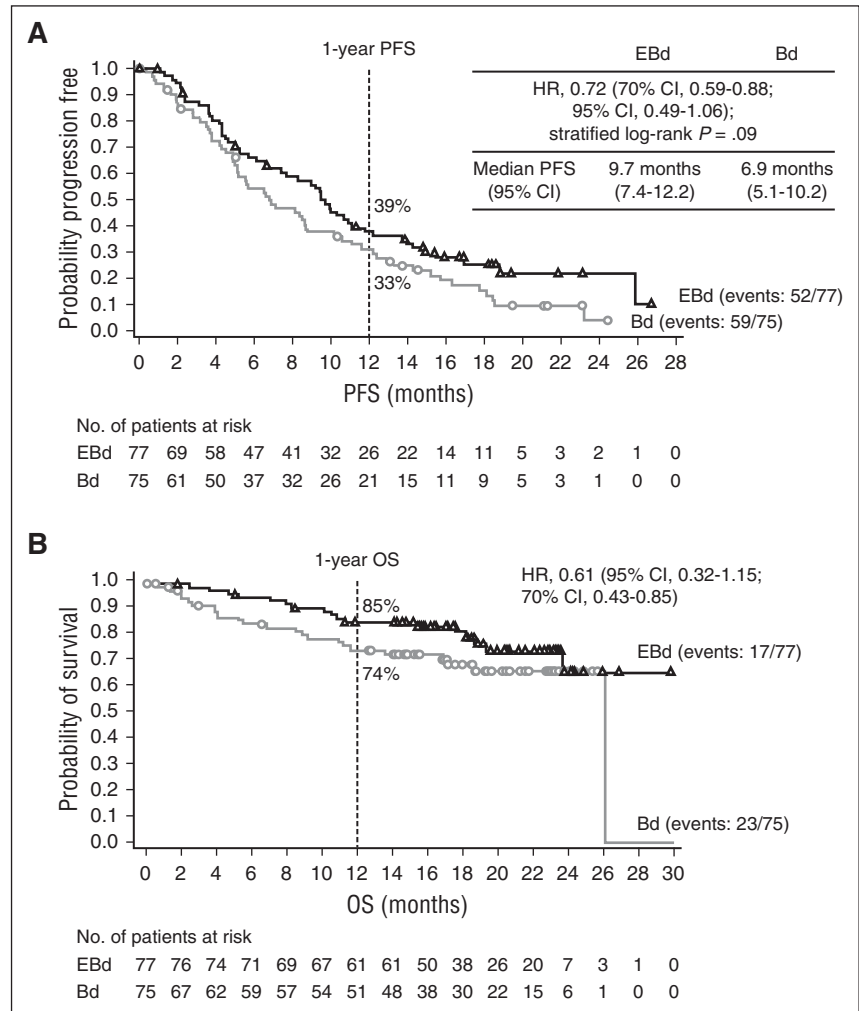 A
1-year PFS
EBd Bd
HR, 0.72 (70% CI, 0.59-0.88;
95% CI, 0.49-1.06);
stratified log-rank P = .09
Median PFS 9.7 months 6.9 months
(95% CI) (7.4-12.2) (5.1-10.2)
Probability progression free
1.0
0.9
0.8
0.7
0.6
0.5
0.4
0.3
0.2
0.1
0.0
39%
33%
EBd (events: 52/77)
Bd (events: 59/75)
0 2 4 6 8 10 12 14 16 18 20 22 24 26 28
PFS (months)
No. of patients at risk
EBd 77 69 58 47 41 32 26 22 14 11 5 3 2 1 0
Bd 75 61 50 37 32 26 21 15 11 9 5 3 1 0 0
B
1-year OS
HR, 0.61 (95% CI, 0.32-1.15;
70% CI, 0.43-0.85)
Probability of survival
1.0
0.9
0.8
0.7
0.6
0.5
0.4
0.3
0.2
0.1
0.0
85%
74%
EBd (events: 17/77)
Bd (events: 23/75)
0 2 4 6 8 10 12 14 16 18 20 22 24 26 28 30
OS (months)
No. of patients at risk
EBd 77 76 74 71 69 67 61 61 50 38 26 20 7 3 1 0
Bd 75 67 62 59 57 54 51 48 38 30 22 15 6 1 0 0